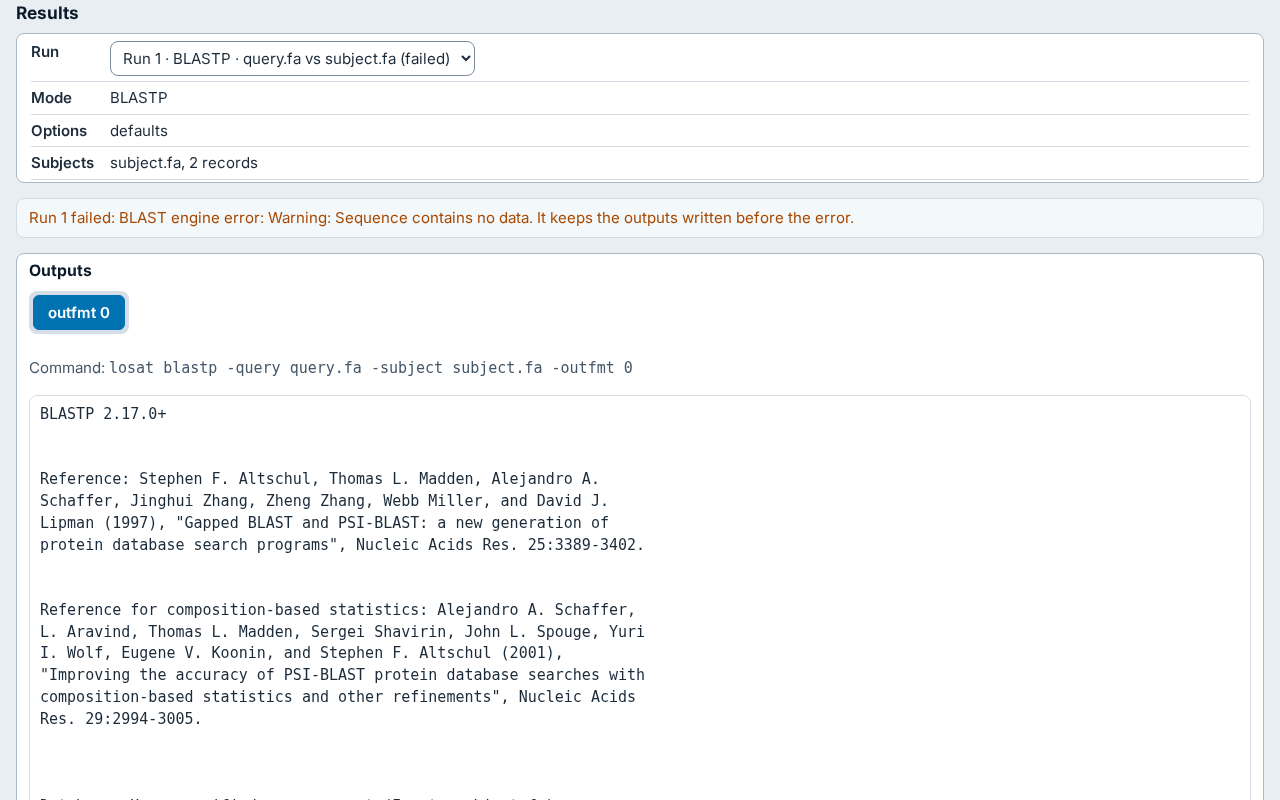 Results
Run
Run 1 · BLASTP · query.fa vs subject.fa (failed)
Mode BLASTP
Options defaults
Subjects subject.fa, 2 records
Run 1 failed: BLAST engine error: Warning: Sequence contains no data. It keeps the outputs written before the error.
Outputs
outfmt 0
Command: losat blastp -query query.fa -subject subject.fa -outfmt 0
BLASTP 2.17.0+
Reference: Stephen F. Altschul, Thomas L. Madden, Alejandro A.
Schaffer, Jinghui Zhang, Zheng Zhang, Webb Miller, and David J.
Lipman (1997), "Gapped BLAST and PSI-BLAST: a new generation of
protein database search programs", Nucleic Acids Res. 25:3389-3402.
Reference for composition-based statistics: Alejandro A. Schaffer,
L. Aravind, Thomas L. Madden, Sergei Shavirin, John L. Spouge, Yuri
I. Wolf, Eugene V. Koonin, and Stephen F. Altschul (2001),
"Improving the accuracy of PSI-BLAST protein database searches with
composition-based statistics and other refinements", Nucleic Acids
Res. 29:2994-3005.